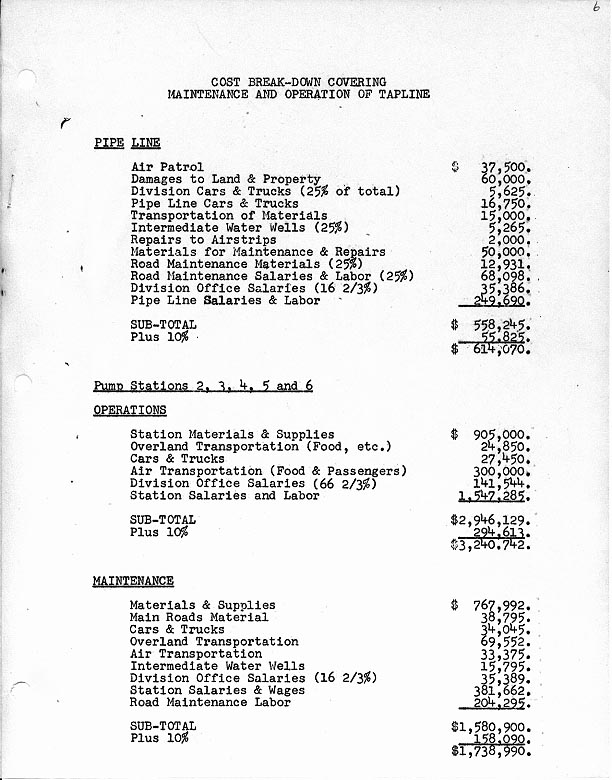 6
COST BREAK-DOWN COVERING
MAINTENANCE AND OPERATION OF TAPLINE
PIPE LINE
Air Patrol $ 37,500.
Damages to Land & Property 60,000.
Division Cars & Trucks (25% of total) 5,625.
Pipe Line Cars & Trucks 16,750.
Transportation of Materials 15,000.
Intermediate Water Wells (25%) 5,265.
Repairs to Airstrips 2,000.
Materials for Maintenance & Repairs 50,000.
Road Maintenance Materials (25%) 12,931.
Road Maintenance Salaries & Labor (25%) 68,098.
Division Office Salaries (16 2/3%) 35,386.
Pipe Line Salaries & Labor 249,690.
SUB-TOTAL $ 558,245.
Plus 10% 55,825.
$ 614,070.
Pump Stations 2, 3, 4, 5 and 6
OPERATIONS
Station Materials & Supplies $ 905,000.
Overland Transportation (Food, etc.) 24,850.
Cars & Trucks 27,450.
Air Transportation (Food & Passengers) 300,000.
Division Office Salaries (66 2/3%) 141,544.
Station Salaries and Labor 1,547,285.
SUB-TOTAL $2,946,129.
Plus 10% 294,613.
$3,240,742.
MAINTENANCE
Materials & Supplies $ 767,992.
Main Roads Material 38,795.
Cars & Trucks 34,045.
Overland Transportation 69,552.
Air Transportation 33,375.
Intermediate Water Wells 15,795.
Division Office Salaries (16 2/3%) 35,389.
Station Salaries & Wages 381,662.
Road Maintenance Labor 204,295.
SUB-TOTAL $1,580,900.
Plus 10% 158,090.
$1,738,990.